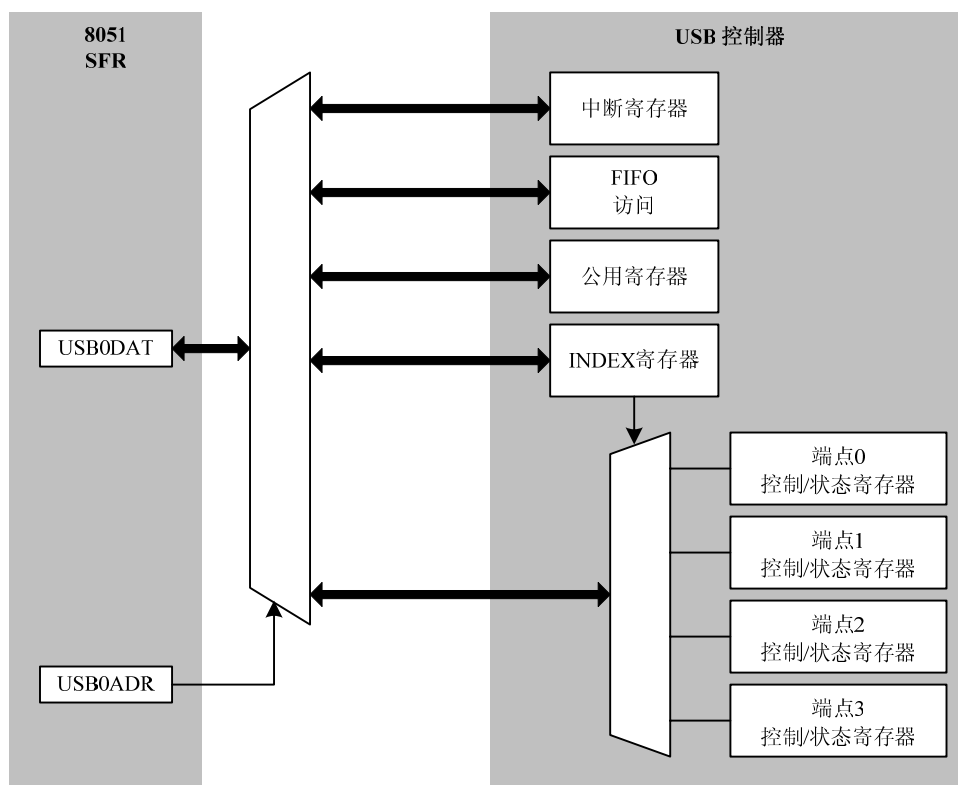 8051
SFR
USB 控制器
中断寄存器
FIFO
访问
公用寄存器
USB0DAT
INDEX寄存器
端点0
控制/状态寄存器
端点1
控制/状态寄存器
端点2
控制/状态寄存器
USB0ADR
端点3
控制/状态寄存器